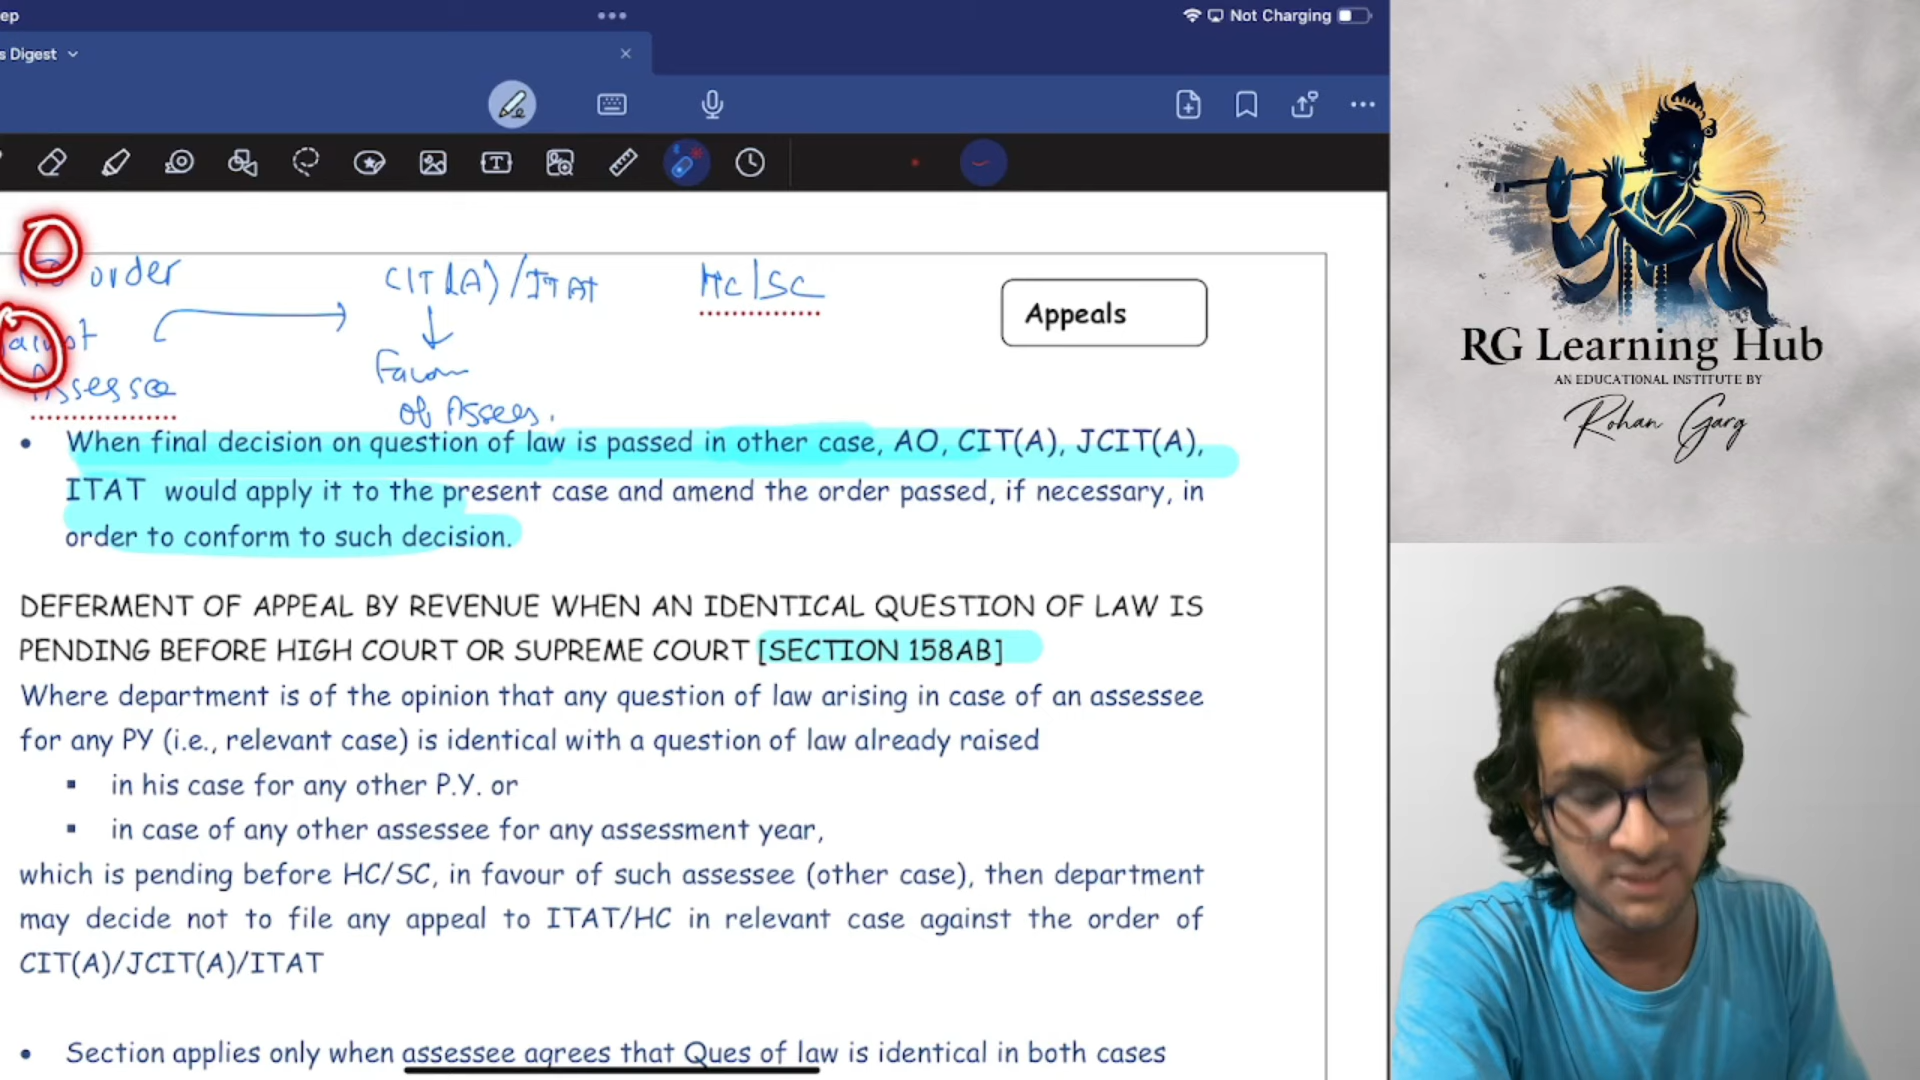 ep
Not Charging
s Digest
order
CIT(A)/ITAT
HC/SC
Appeals
Assessee
Favour
of Assess.
• When final decision on question of law is passed in other case, AO, CIT(A), JCIT(A),
ITAT would apply it to the present case and amend the order passed, if necessary, in
order to conform to such decision.
DEFERMENT OF APPEAL BY REVENUE WHEN AN IDENTICAL QUESTION OF LAW IS
PENDING BEFORE HIGH COURT OR SUPREME COURT [SECTION 158AB]
Where department is of the opinion that any question of law arising in case of an assessee
for any PY (i.e., relevant case) is identical with a question of law already raised
▪ in his case for any other P.Y. or
▪ in case of any other assessee for any assessment year,
which is pending before HC/SC, in favour of such assessee (other case), then department
may decide not to file any appeal to ITAT/HC in relevant case against the order of
CIT(A)/JCIT(A)/ITAT
• Section applies only when assessee agrees that Ques of law is identical in both cases
RG Learning Hub
AN EDUCATIONAL INSTITUTE BY
Rohan Garg